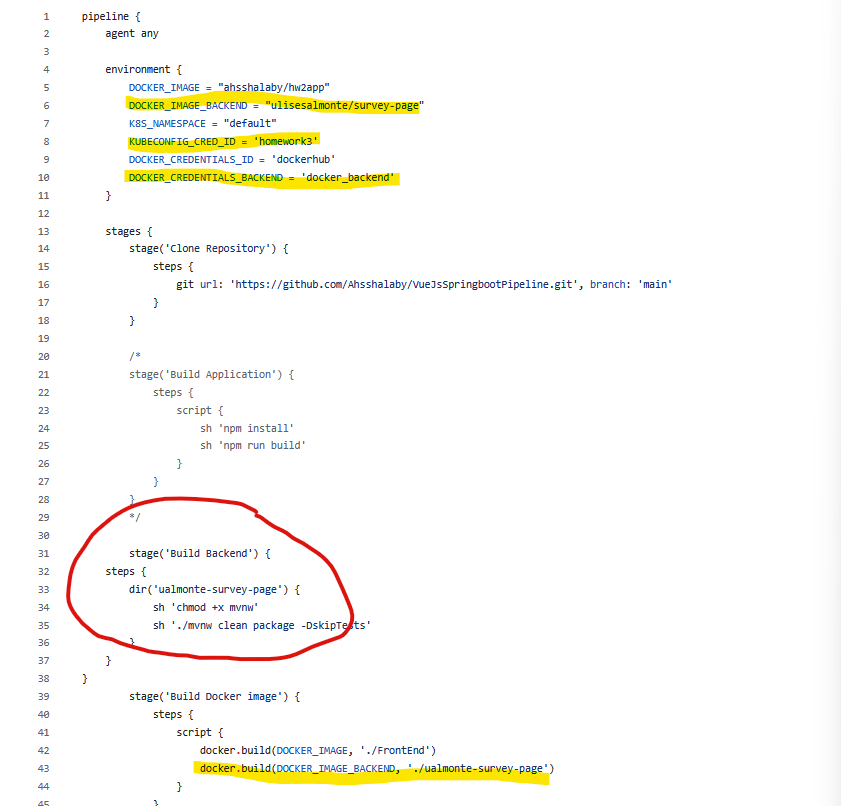 1 pipeline {
2 agent any
3
4 environment {
5 DOCKER_IMAGE = "ahsshalaby/hw2app"
6 DOCKER_IMAGE_BACKEND = "ulisesalmonte/survey-page"
7 K8S_NAMESPACE = "default"
8 KUBECONFIG_CRED_ID = 'homework3'
9 DOCKER_CREDENTIALS_ID = 'dockerhub'
10 DOCKER_CREDENTIALS_BACKEND = 'docker_backend'
11 }
12
13 stages {
14 stage('Clone Repository') {
15 steps {
16 git url: 'https://github.com/Ahsshalaby/VueJsSpringbootPipeline.git', branch: 'main'
17 }
18 }
19
20 /*
21 stage('Build Application') {
22 steps {
23 script {
24 sh 'npm install'
25 sh 'npm run build'
26 }
27 }
28 }
29 */
30
31 stage('Build Backend') {
32 steps {
33 dir('ualmonte-survey-page') {
34 sh 'chmod +x mvnw'
35 sh './mvnw clean package -DskipTests'
36 }
37 }
38 }
39 stage('Build Docker image') {
40 steps {
41 script {
42 docker.build(DOCKER_IMAGE, './FrontEnd')
43 docker.build(DOCKER_IMAGE_BACKEND, './ualmonte-survey-page')
44 }
45 }